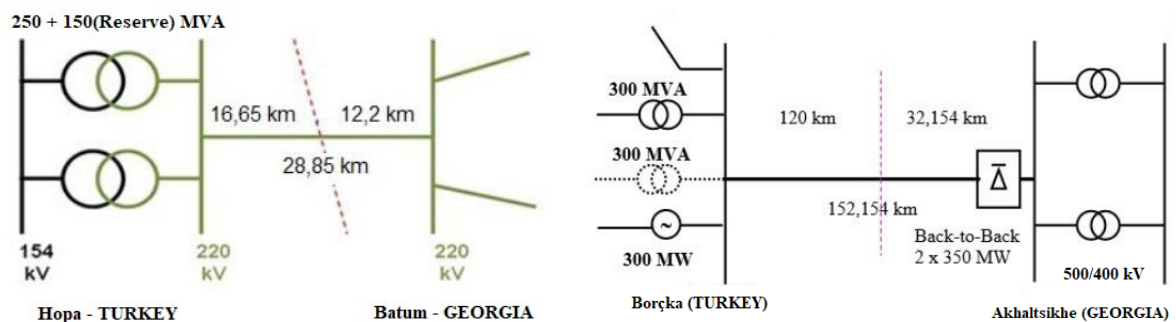 250 + 150(Reserve) MVA
16,65 km
12,2 km
28,85 km
154
kV
220
kV
220
kV
Hopa - TURKEY
Batum - GEORGIA
300 MVA
300 MVA
~
300 MW
120 km
32,154 km
152,154 km
Back-to-Back
2 x 350 MW
500/400 kV
Borçka (TURKEY)
Akhaltsikhe (GEORGIA)